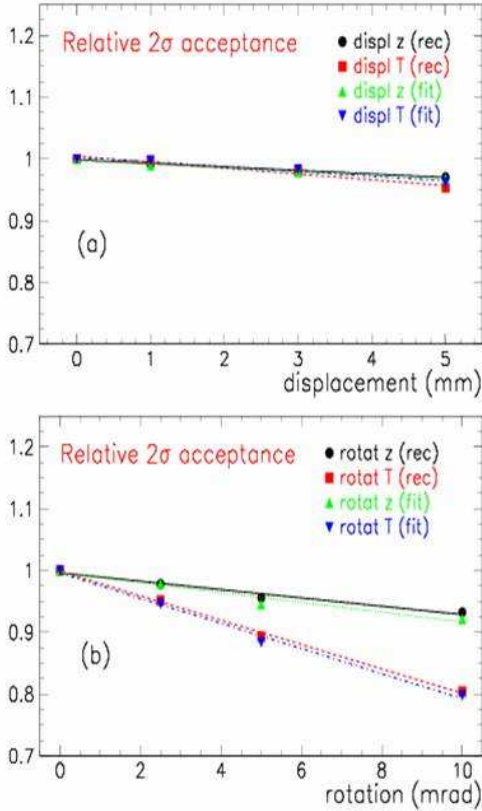 1.2
Relative 2σ acceptance
displ z (rec)
displ T (rec)
displ z (fit)
displ T (fit)
1.1
1
0.9
(a)
0.8
0.7
0 1 2 3 4 5
displacement (mm)
1.2
Relative 2σ acceptance
rotat z (rec)
rotat T (rec)
rotat z (fit)
rotat T (fit)
1.1
1
0.9
(b)
0.8
0.7
0 2 4 6 8 10
rotation (mrad)